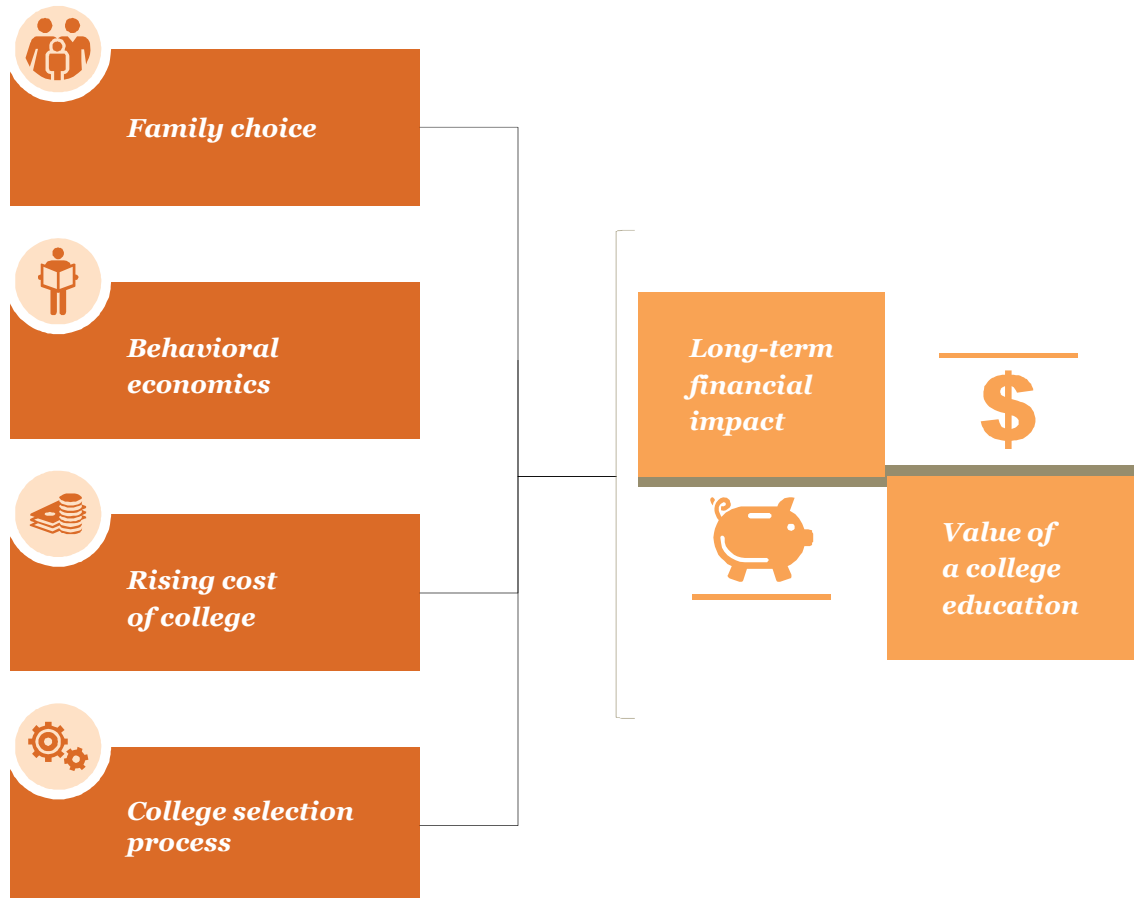 Family choice
Behavioral
economics
Rising cost
of college
College selection
process
Long-term
financial
impact
$
Value of
a college
education